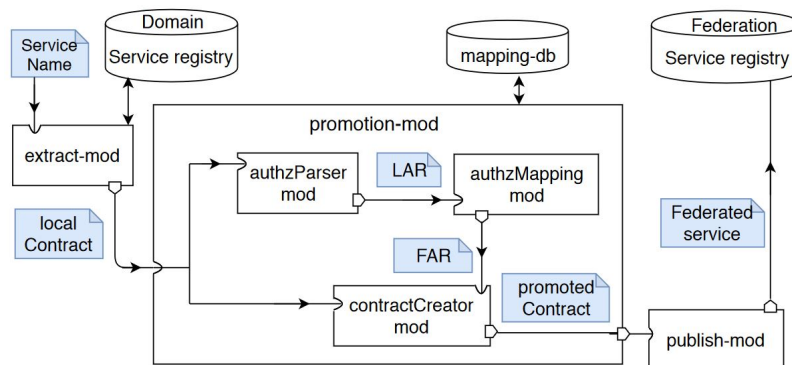 Service
Name
Domain
Service registry
mapping-db
Federation
Service registry
extract-mod
promotion-mod
authzParser
mod
LAR
authzMapping
mod
local
Contract
FAR
Federated
service
contractCreator
mod
promoted
Contract
publish-mod